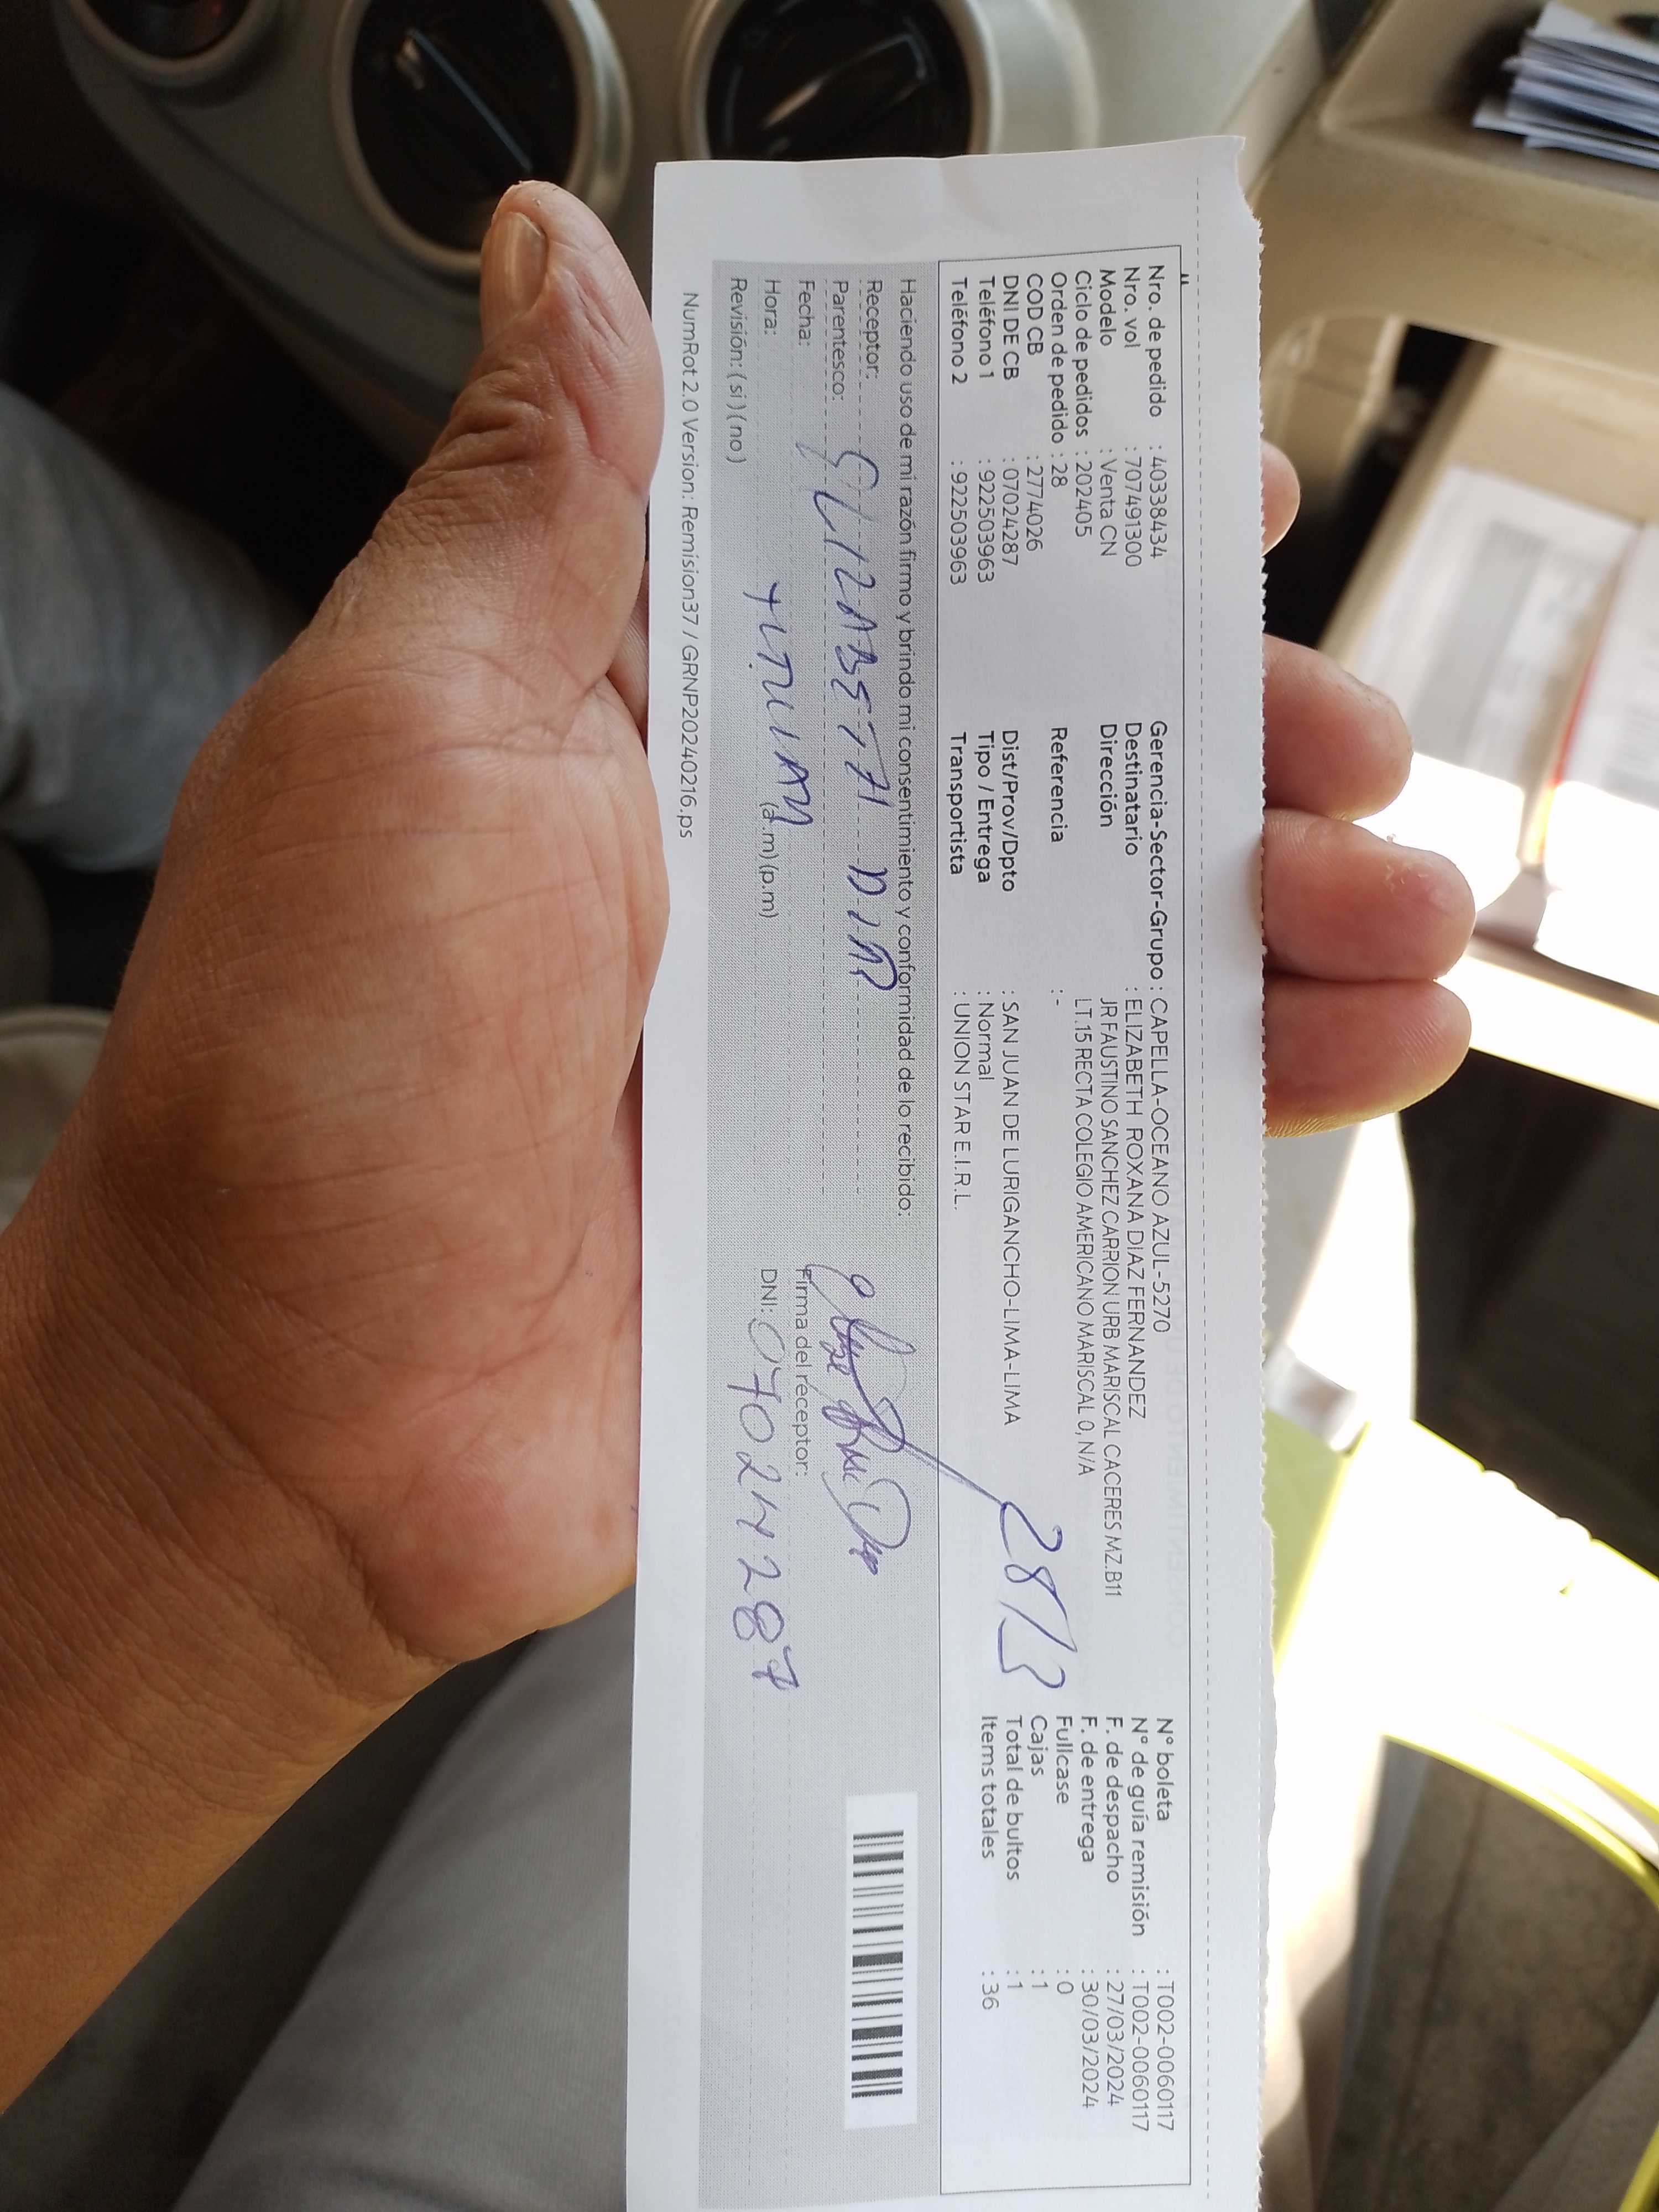 Nro. de pedido : 40338434
Nro. vol : 707491300
Modelo : Venta CN
Ciclo de pedidos : 202405
Orden de pedido : 28
COD CB : 2774026
DNI DE CB : 07024287
Teléfono 1 : 922503963
Teléfono 2 : 922503963
Gerencia-Sector-Grupo : CAPELLA-OCEANO AZUL-5270
Destinatario : ELIZABETH ROXANA DIAZ FERNANDEZ
Dirección JR FAUSTINO SANCHEZ CARRION URB MARISCAL CACERES MZ.B11
LT.15 RECTA COLEGIO AMERICANO MARISCAL 0, N/A
Referencia : -
Dist/Prov/Dpto : SAN JUAN DE LURIGANCHO-LIMA-LIMA
Tipo / Entrega : Normal
Transportista : UNION STAR E.I.R.L.
28/3
N° boleta : T002-0060117
N° de guía remisión : T002-0060117
F. de despacho : 27/03/2024
F. de entrega : 30/03/2024
Fullcase : 0
Cajas : 1
Total de bultos : 1
Items totales : 36
Haciendo uso de mi razón firmo y brindo mi consentimiento y conformidad de lo recibido:
Receptor:
Parentesco: ELIZABETH
Fecha:
Hora: (a.m)(p.m)
Revisión: ( si ) ( no )
Firma del receptor:
DNI: 07024287
NumRot 2.0 Version: Remision37 / GRNP20240216.ps